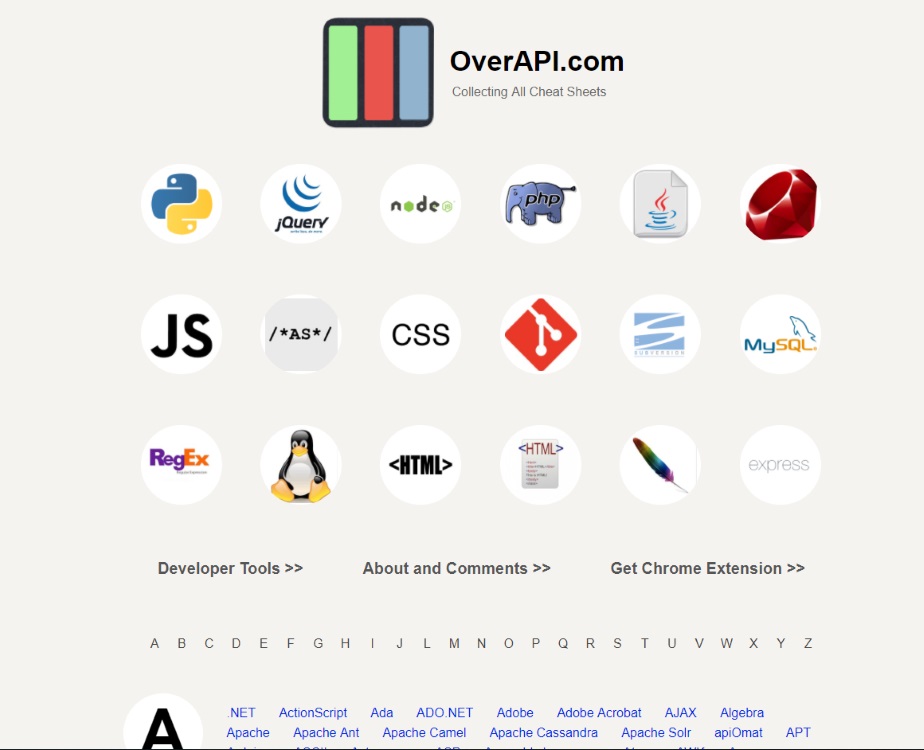 OverAPI.com
Collecting All Cheat Sheets
jQuery
node
php
JS
/*AS*/
CSS
SUBVERSION
MySQL
RegEx
<HTML>
<HTML>
express
Developer Tools >>
About and Comments >>
Get Chrome Extension >>
A B C D E F G H I J L M N O P Q R S T U V W X Y Z
A
.NET ActionScript Ada ADO.NET Adobe Adobe Acrobat AJAX Algebra
Apache Apache Ant Apache Camel Apache Cassandra Apache Solr apiOmat APT